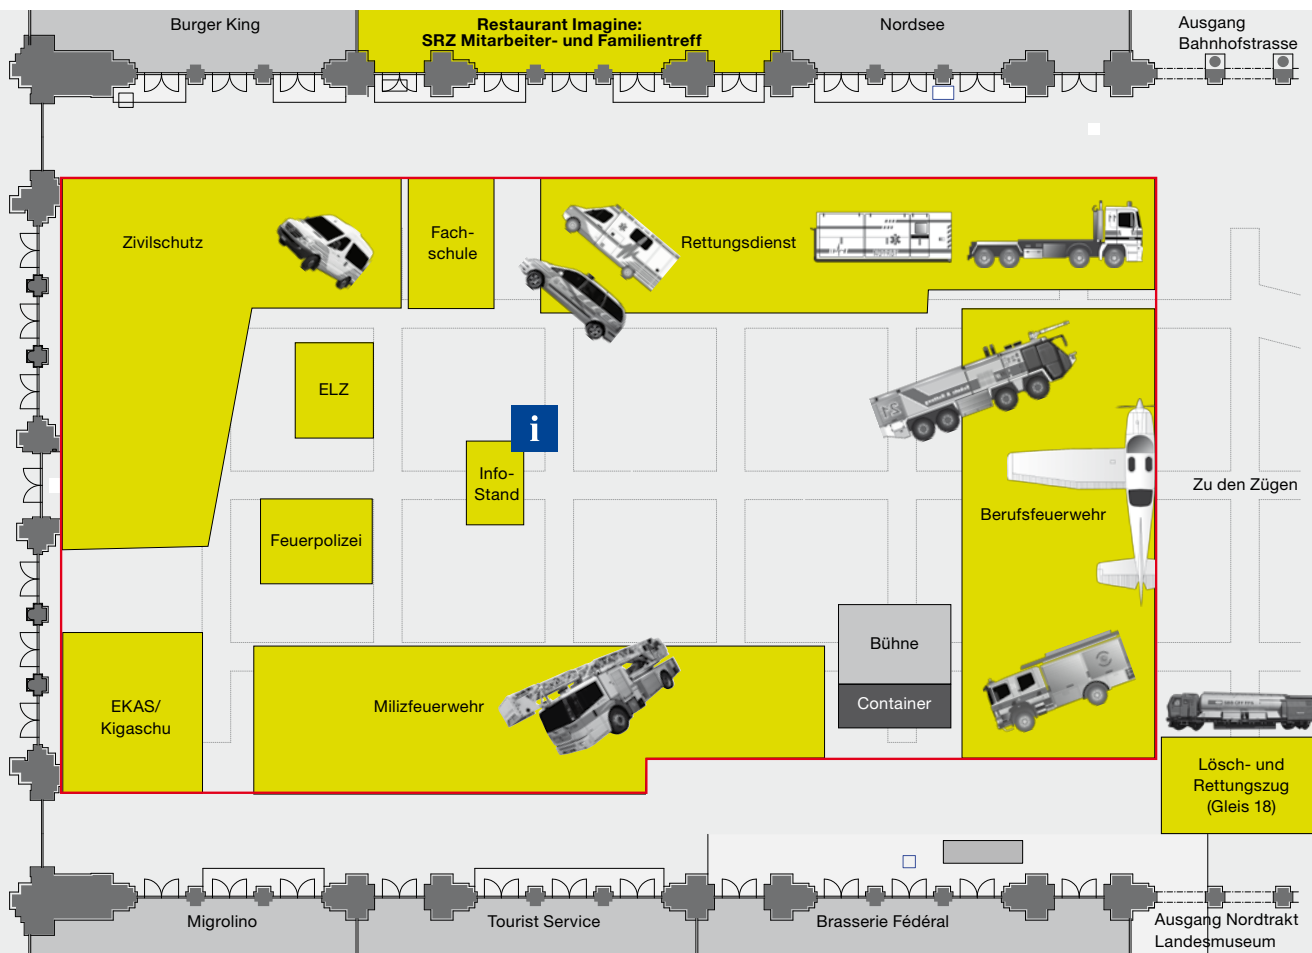 Burger King
Restaurant Imagine:
SRZ Mitarbeiter- und Familientreff
Nordsee
Ausgang
Bahnhofstrasse
Zivilschutz
Fach-
schule
Rettungsdienst
ELZ
i
Info-
Stand
Zu den Zügen
Berufsfeuerwehr
Feuerpolizei
Bühne
Container
EKAS/
Kigaschu
Milizfeuerwehr
Lösch- und
Rettungszug
(Gleis 18)
Migrolino
Tourist Service
Brasserie Fédéral
Ausgang Nordtrakt
Landesmuseum